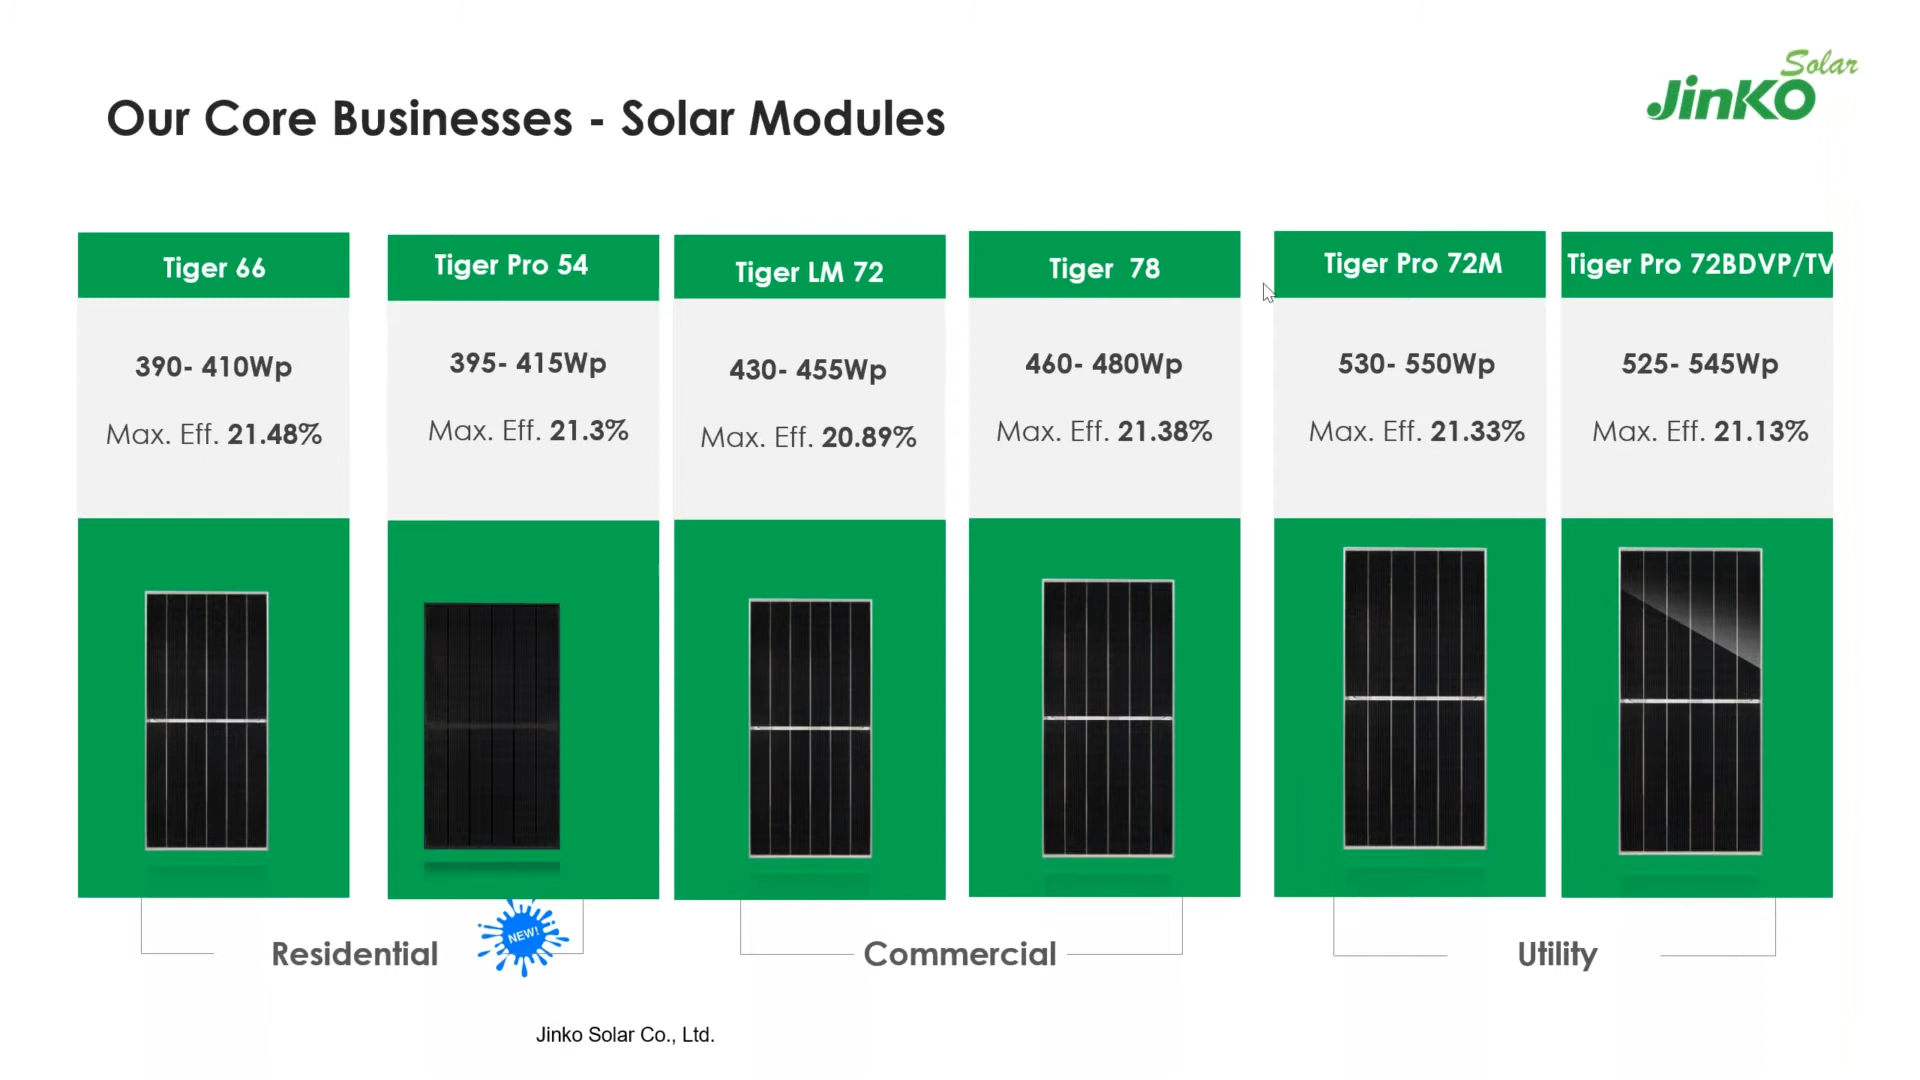 Solar
JinKO
Our Core Businesses - Solar Modules
Tiger 66
390- 410Wp
Max. Eff. 21.48%
Tiger Pro 54
395- 415Wp
Max. Eff. 21.3%
Tiger LM 72
430- 455Wp
Max. Eff. 20.89%
Tiger  78
460- 480Wp
Max. Eff. 21.38%
Tiger Pro 72M
530- 550Wp
Max. Eff. 21.33%
Tiger Pro 72BDVP/TV
525- 545Wp
Max. Eff. 21.13%
Residential
NEW!
Commercial
Utility
Jinko Solar Co., Ltd.